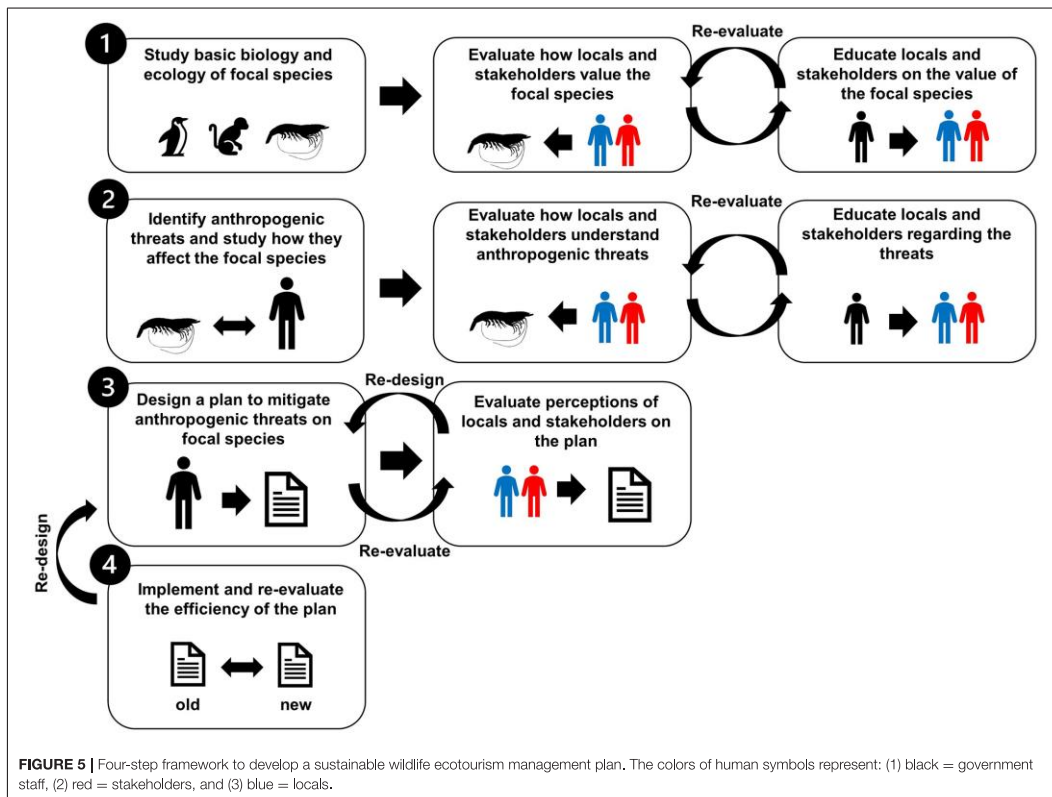 1
Study basic biology and
ecology of focal species
Evaluate how locals and
stakeholders value the
focal species
Re-evaluate
Educate locals and
stakeholders on the value of
the focal species
2
Identify anthropogenic
threats and study how they
affect the focal species
Evaluate how locals and
stakeholders understand
anthropogenic threats
Re-evaluate
Educate locals and
stakeholders regarding the
threats
3
Design a plan to mitigate
anthropogenic threats on
focal species
Re-design
Re-evaluate
Evaluate perceptions of
locals and stakeholders on
the plan
Re-design
4
Implement and re-evaluate
the efficiency of the plan
old new
FIGURE 5 | Four-step framework to develop a sustainable wildlife ecotourism management plan. The colors of human symbols represent: (1) black = government
staff, (2) red = stakeholders, and (3) blue = locals.